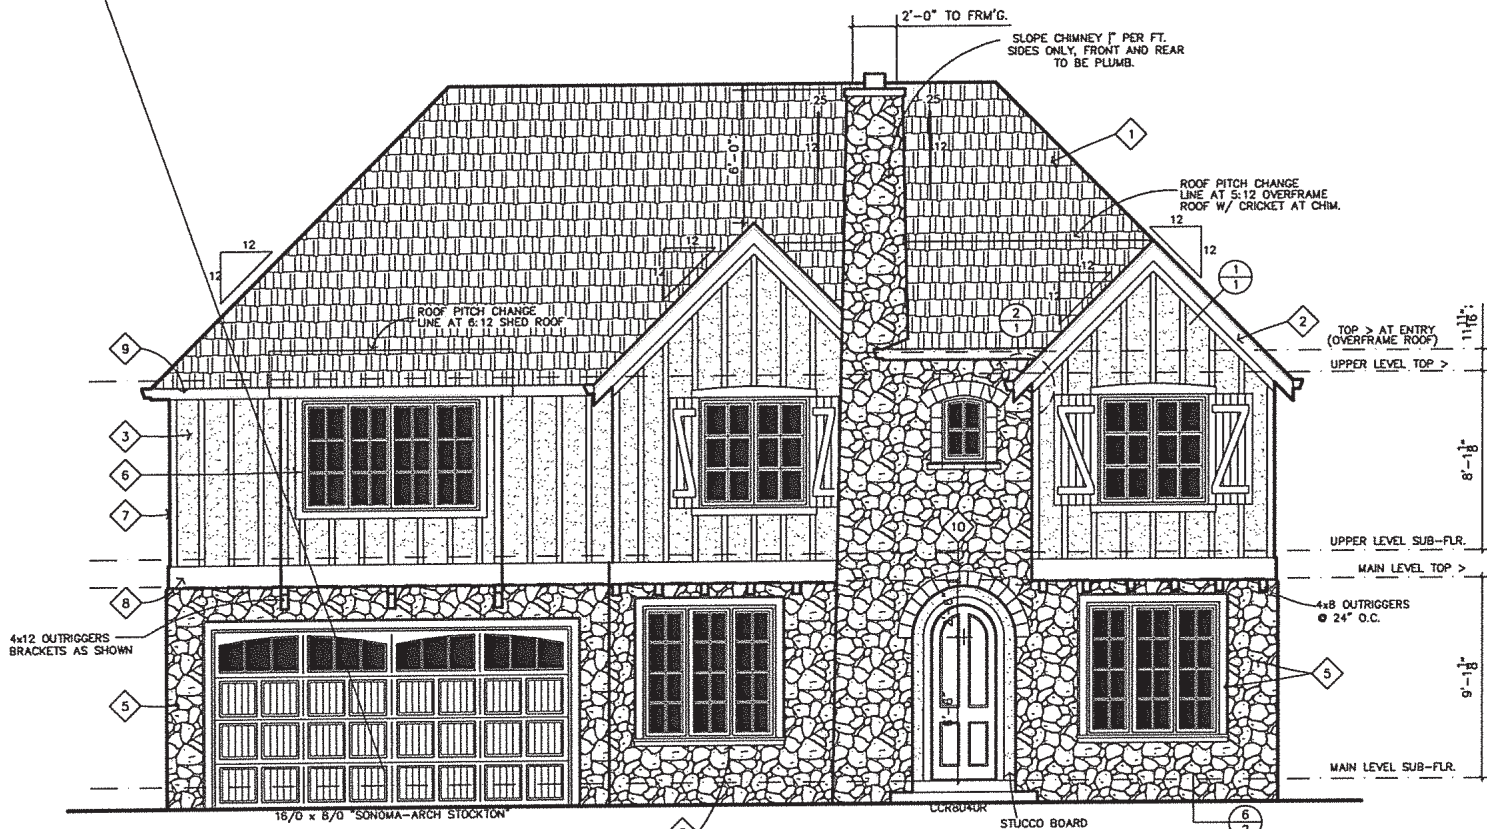 2'-0" TO FRM'G.
SLOPE CHIMNEY 1" PER FT.
SIDES ONLY, FRONT AND REAR
TO BE PLUMB.
.25
.25
12
12
6'-0"
1
ROOF PITCH CHANGE
LINE AT 5:12 OVERFRAME
ROOF W/ CRICKET AT CHIM.
12
12
12
12
12
12
12
12
1
1
2
1
2
ROOF PITCH CHANGE
LINE AT 6:12 SHED ROOF
TOP > AT ENTRY
(OVERFRAME ROOF)
UPPER LEVEL TOP >
9
3
6
7
8'-1 1/8"
10
UPPER LEVEL SUB-FLR.
MAIN LEVEL TOP >
8
4x12 OUTRIGGERS
BRACKETS AS SHOWN
4x8 OUTRIGGERS
@ 24" O.C.
5
5
9'-1 1/8"
MAIN LEVEL SUB-FLR.
16/0 x 8/0 "SONOMA-ARCH STOCKTON"
CCR8040R
STUCCO BOARD
6